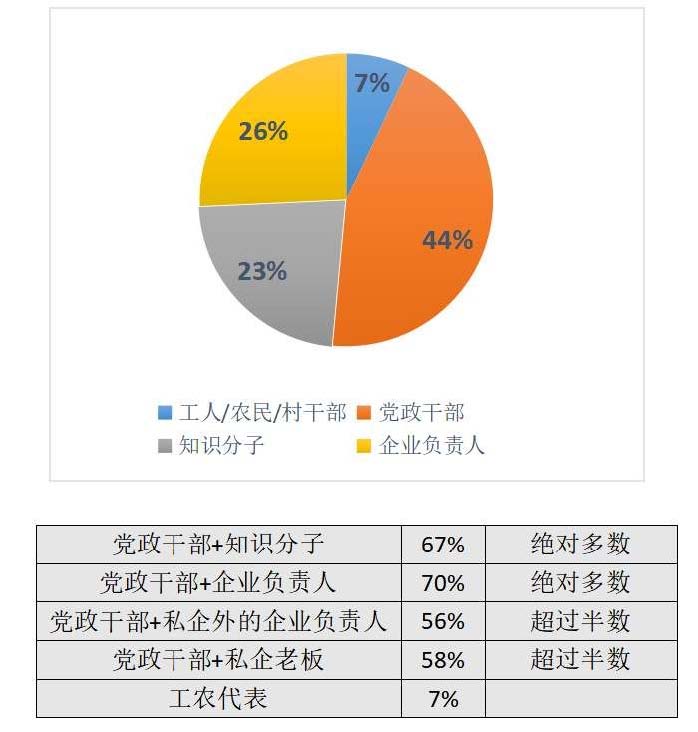 7%
26%
44%
23%
工人/农民/村干部 党政干部
知识分子 企业负责人
党政干部+知识分子 67% 绝对多数
党政干部+企业负责人 70% 绝对多数
党政干部+私企外的企业负责人 56% 超过半数
党政干部+私企老板 58% 超过半数
工农代表 7%